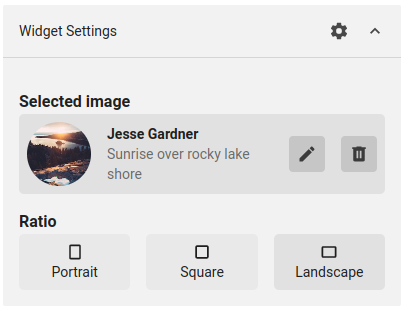 Widget Settings
Selected image
Jesse Gardner
Sunrise over rocky lake
shore
Ratio
Portrait
Square
Landscape